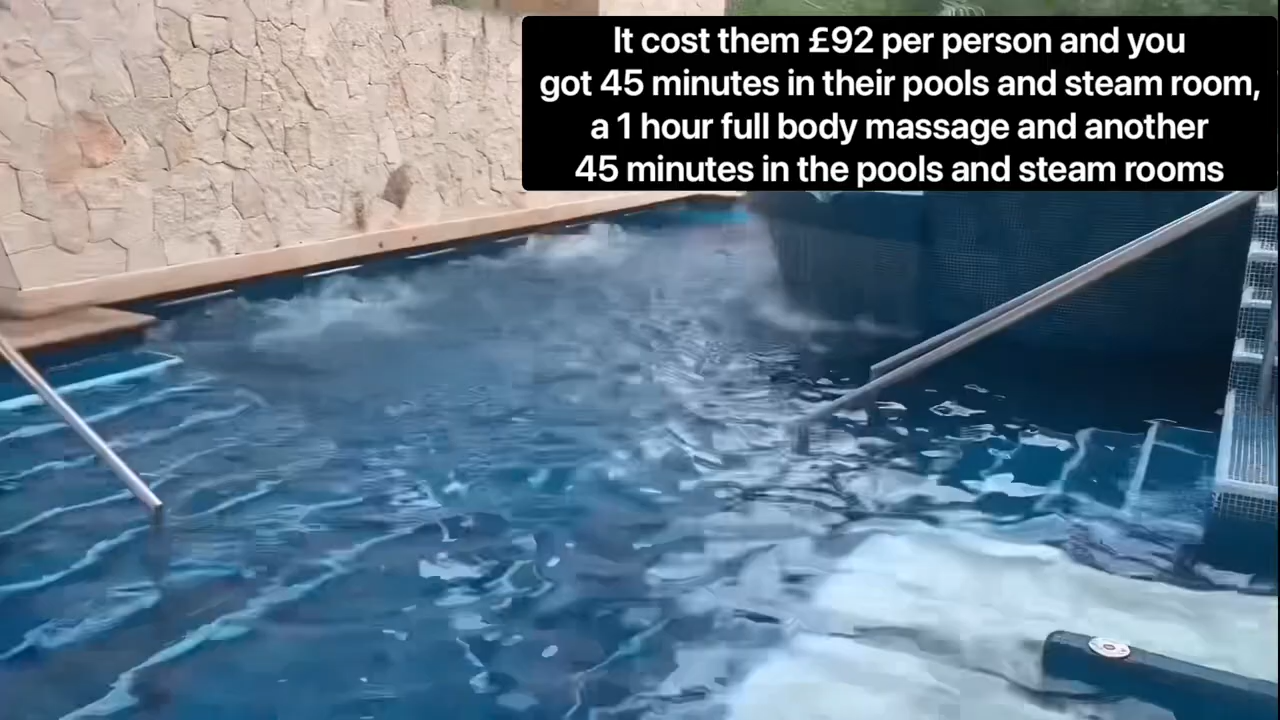 It cost them £92 per person and you
got 45 minutes in their pools and steam room,
a 1 hour full body massage and another
45 minutes in the pools and steam rooms